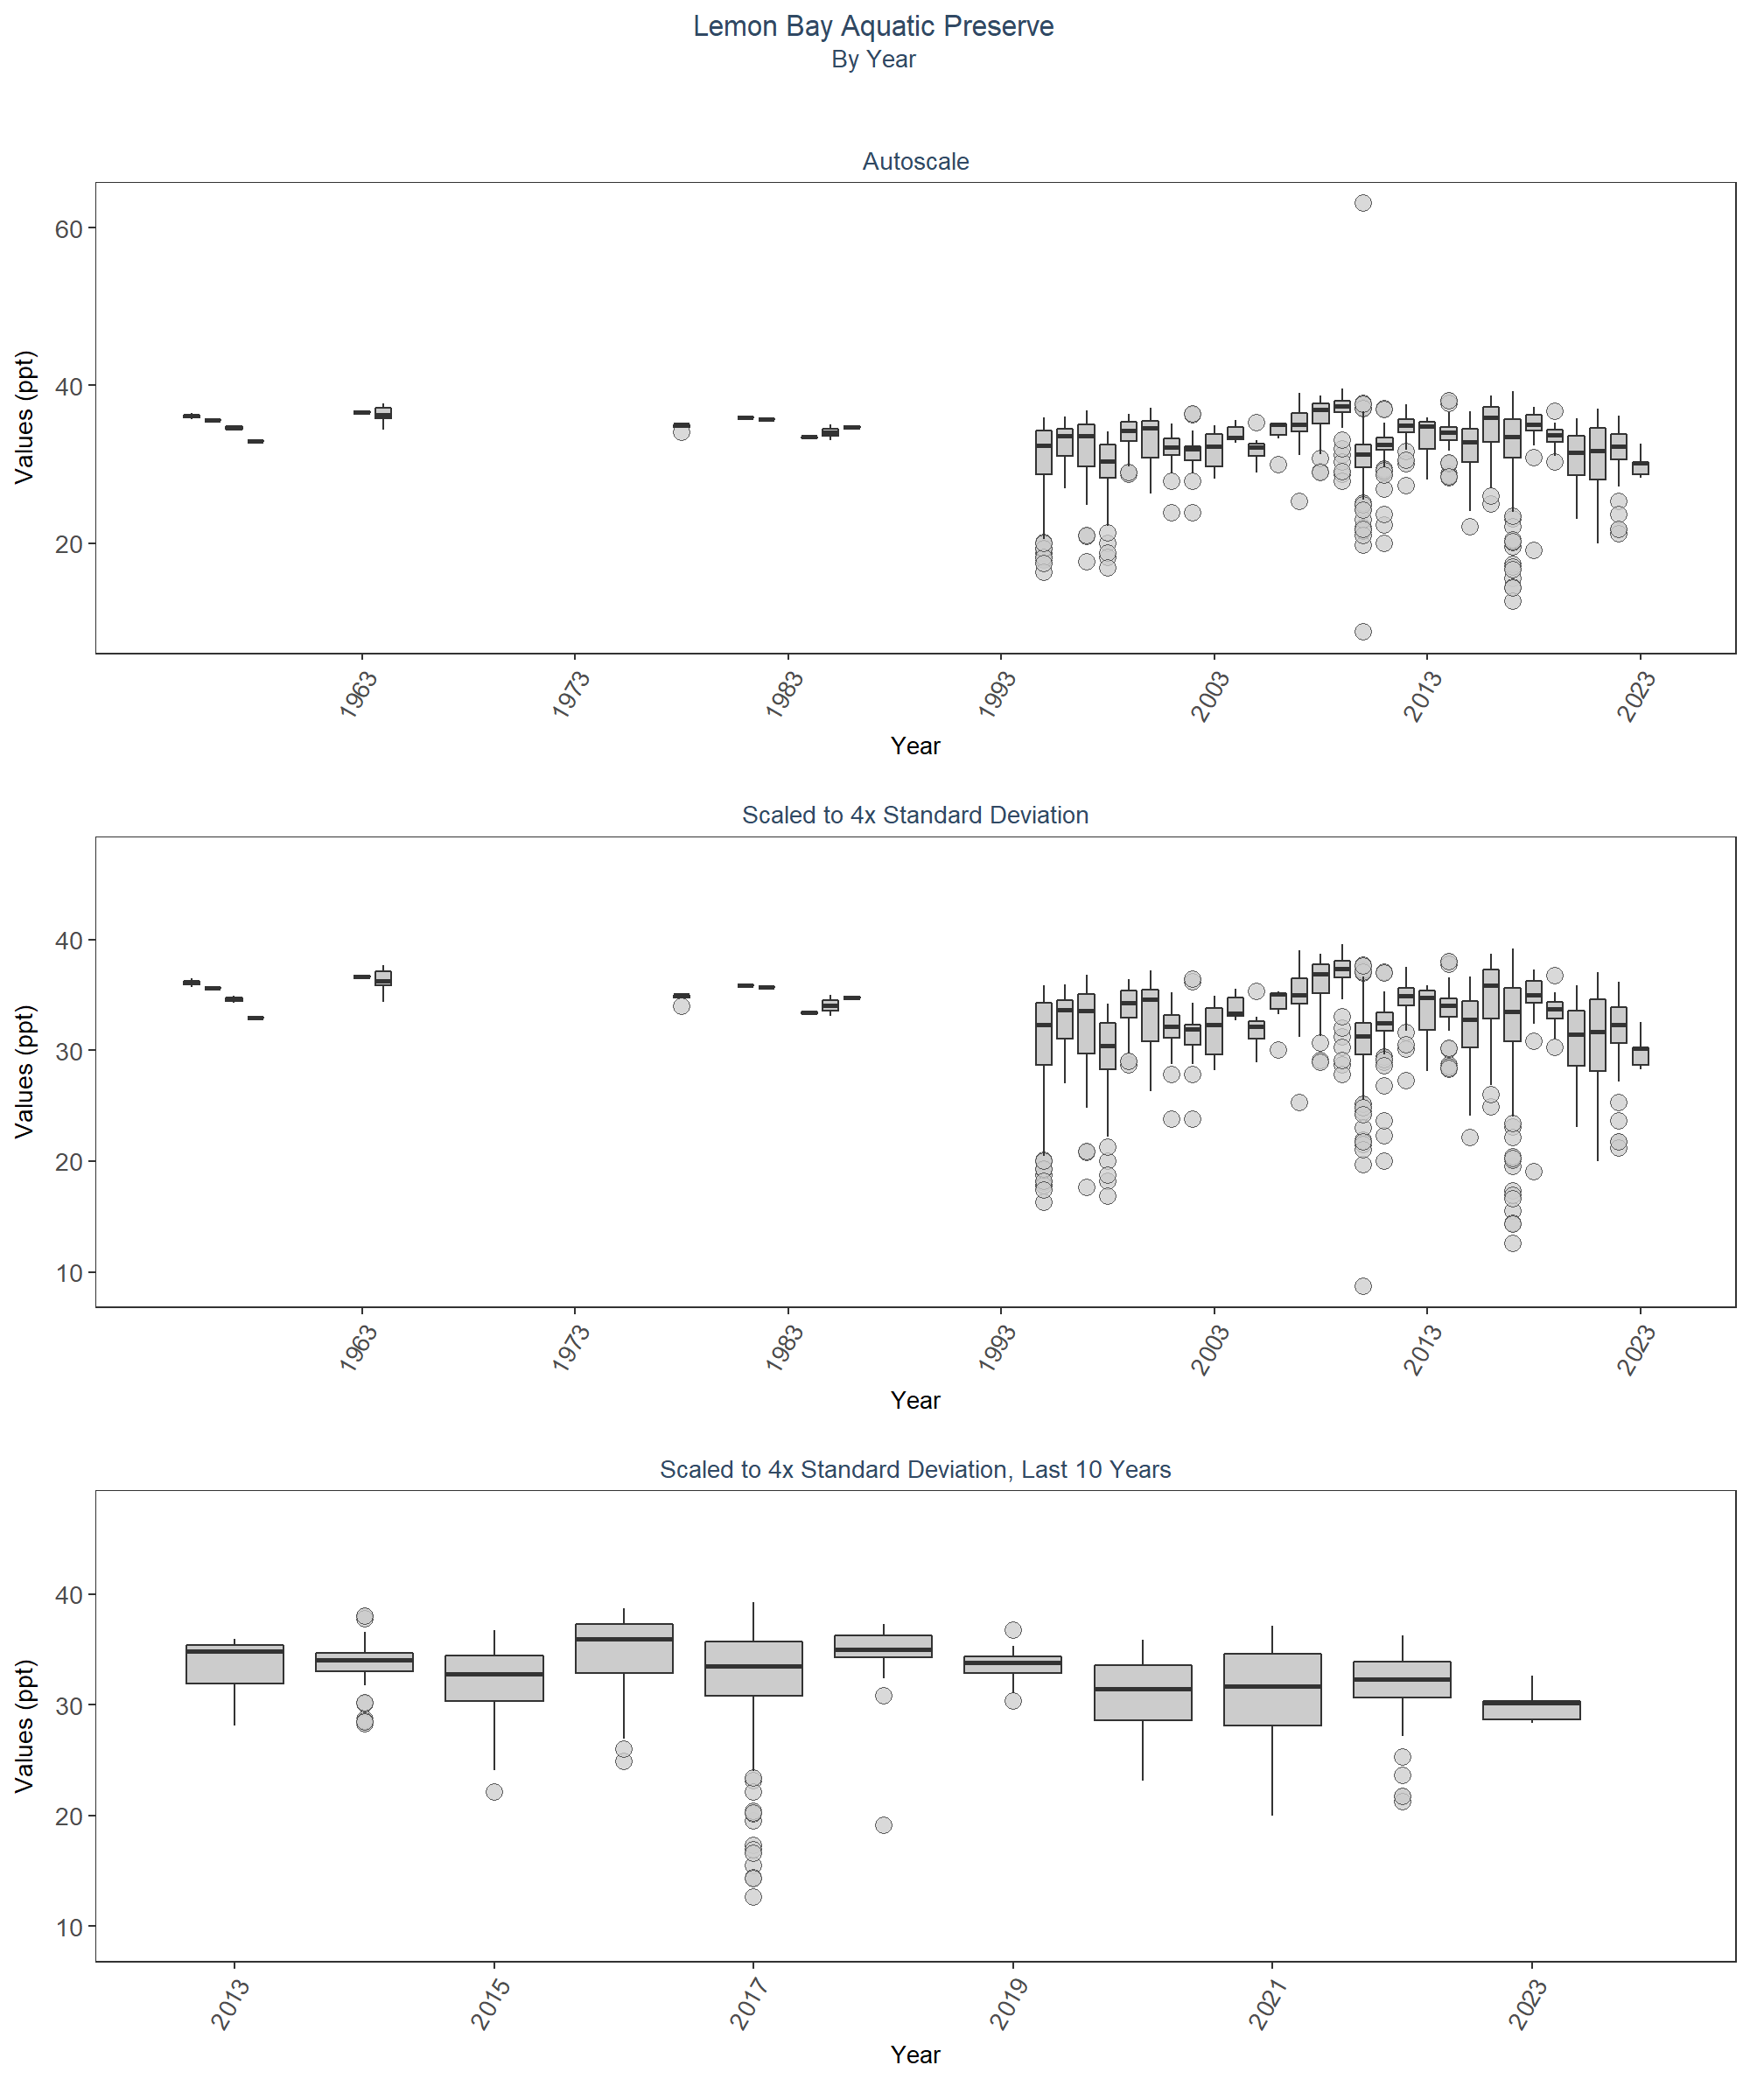 Lemon Bay Aquatic Preserve
By Year
Autoscale
Values (ppt)
60
40
20
1963
1973
1983
1993
2003
2013
2023
Year
Scaled to 4x Standard Deviation
Values (ppt)
40
30
20
10
1963
1973
1983
1993
2003
2013
2023
Year
Scaled to 4x Standard Deviation, Last 10 Years
Values (ppt)
40
30
20
10
2013
2015
2017
2019
2021
2023
Year